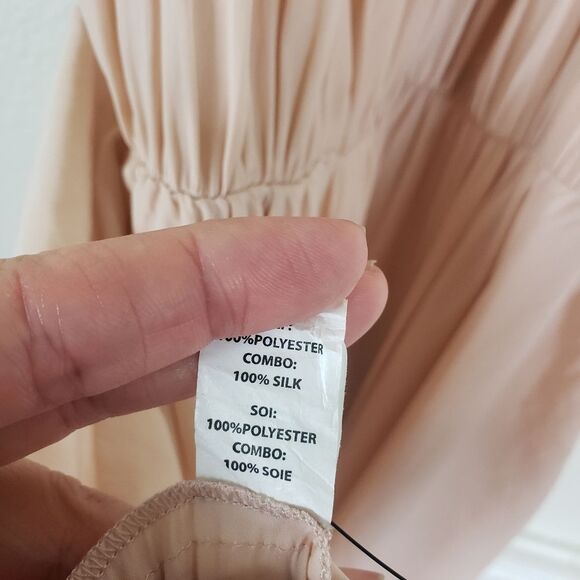 100%POLYESTER
COMBO:
100% SILK
SOI:
100%POLYESTER
COMBO:
100% SOIE